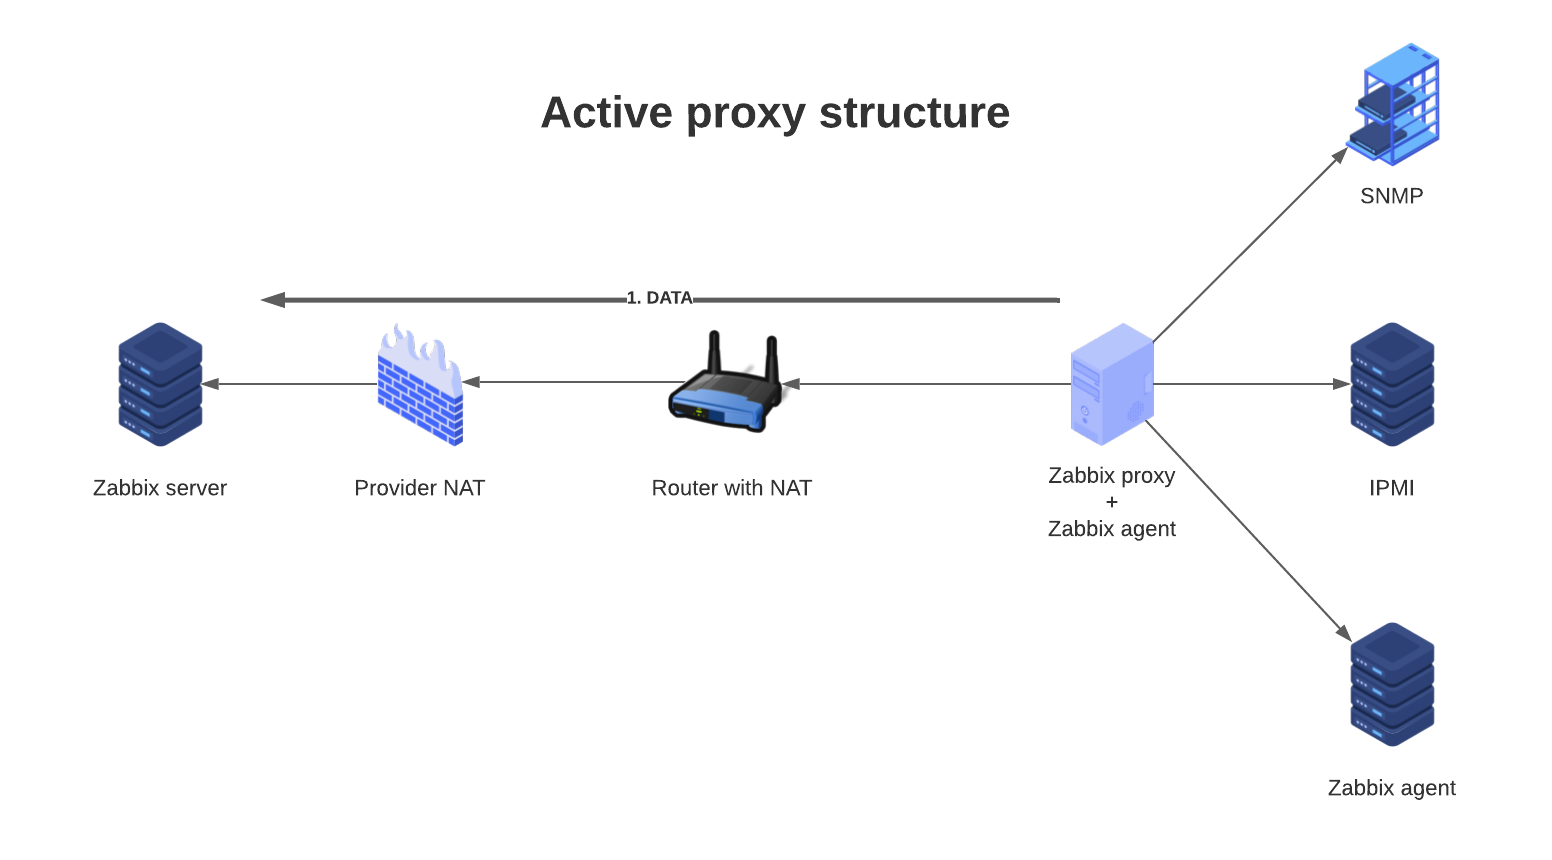 Active proxy structure
SNMP
1. DATA
Zabbix server
Provider NAT
Router with NAT
Zabbix proxy
+
Zabbix agent
IPMI
Zabbix agent